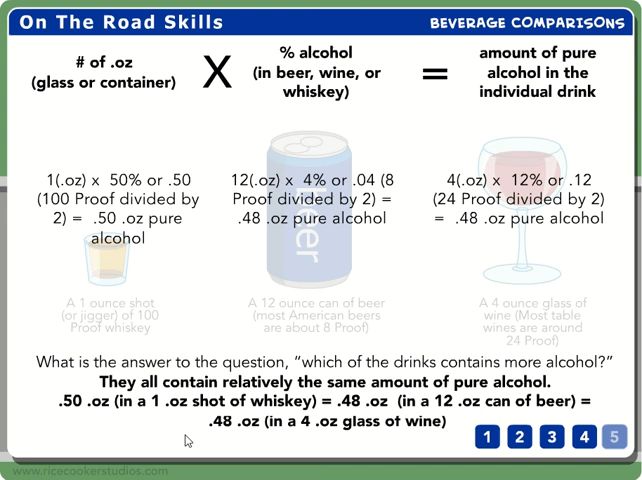 On The Road Skills
BEVERAGE COMPARISONS
# of .oz
(glass or container)
X
% alcohol
(in beer, wine, or
whiskey)
=
amount of pure
alcohol in the
individual drink
1(.oz) x 50% or .50
(100 Proof divided by
2) = .50 .oz pure
alcohol
12(.oz) x 4% or .04 (8
Proof divided by 2) =
.48 .oz pure alcohol
4(.oz) x 12% or .12
(24 Proof divided by 2)
= .48 .oz pure alcohol
beer
A 1 ounce shot
(or jigger) of 100
Proof whiskey
A 12 ounce can of beer
(most American beers
are about 8 Proof)
A 4 ounce glass of
wine (Most table
wines are around
24 Proof)
What is the answer to the question, “which of the drinks contains more alcohol?”
They all contain relatively the same amount of pure alcohol.
.50 .oz (in a 1 .oz shot of whiskey) = .48 .oz (in a 12 .oz can of beer) =
.48 .oz (in a 4 .oz glass of wine)
1 2 3 4 5
www.ricecookerstudios.com